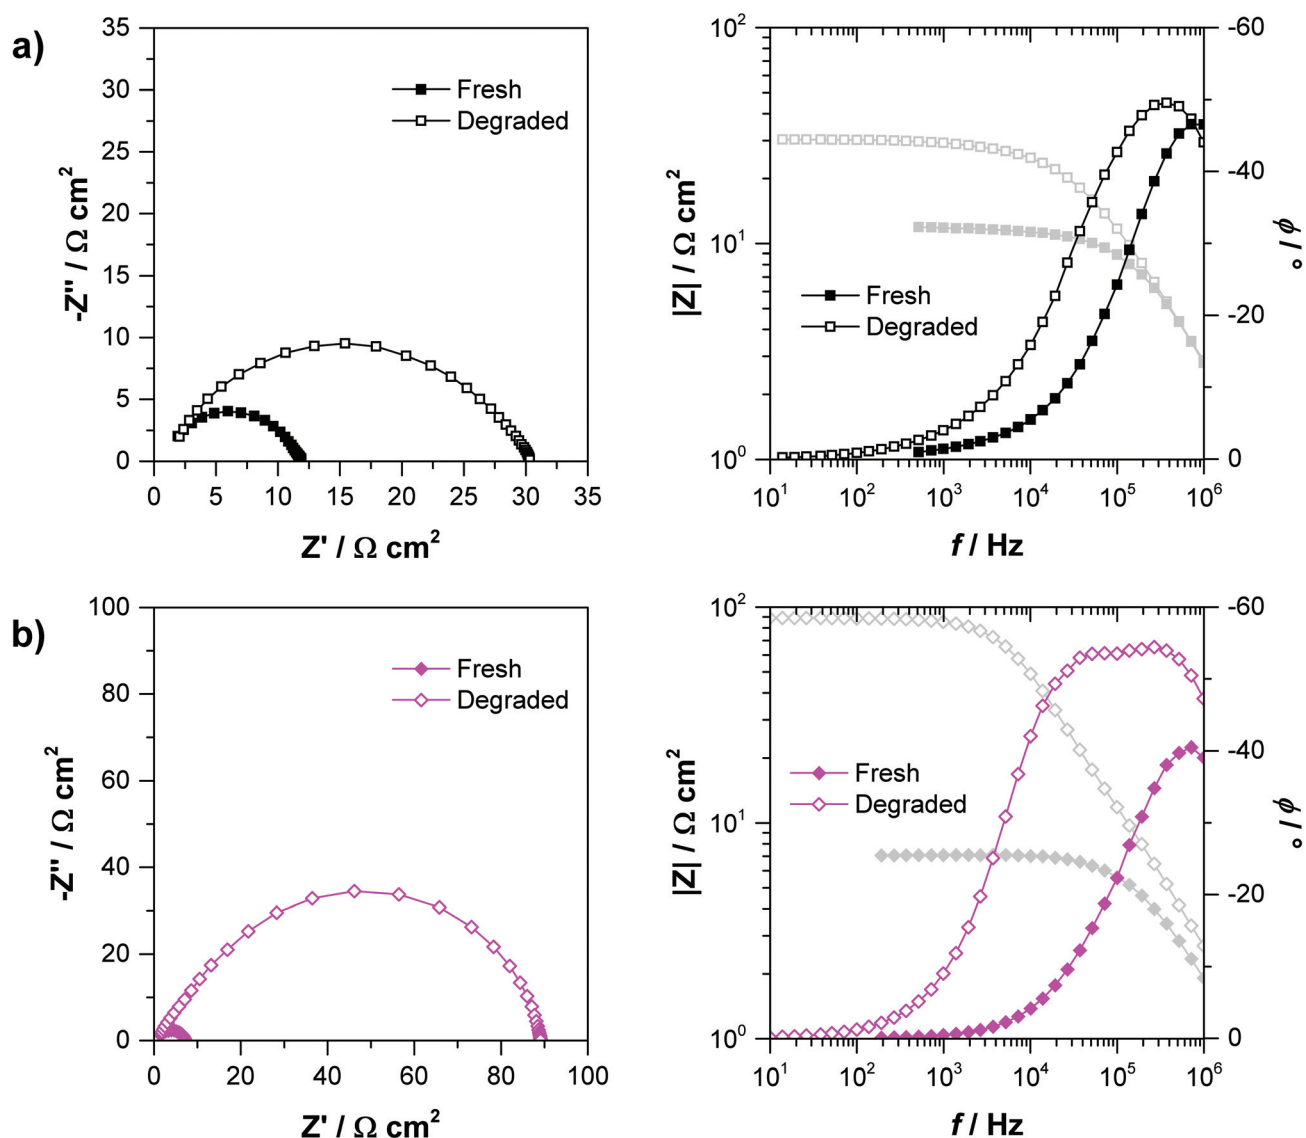 a)
35
30
25
20
15
10
5
0
-Z'' / Ω cm²
Fresh
Degraded
0 5 10 15 20 25 30 35
Z' / Ω cm²
10²
10¹
10⁰
|Z| / Ω cm²
Fresh
Degraded
-60
-40
-20
0
ϕ / °
10¹ 10² 10³ 10⁴ 10⁵ 10⁶
f / Hz
b)
100
80
60
40
20
0
-Z'' / Ω cm²
Fresh
Degraded
0 20 40 60 80 100
Z' / Ω cm²
10²
10¹
10⁰
|Z| / Ω cm²
Fresh
Degraded
-60
-40
-20
0
ϕ / °
10¹ 10² 10³ 10⁴ 10⁵ 10⁶
f / Hz